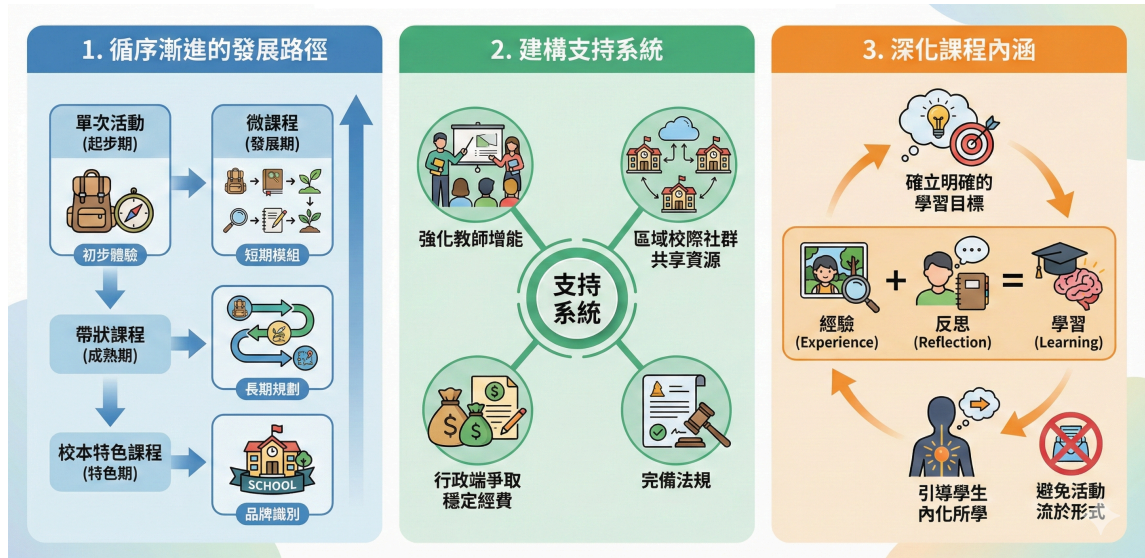 1. 循序漸進的發展路徑
單次活動
(起步期)
初步體驗
微課程
(發展期)
短期模組
帶狀課程
(成熟期)
長期規劃
校本特色課程
(特色期)
SCHOOL
品牌識別
2. 建構支持系統
強化教師增能
區域校際社群
共享資源
支持
系統
行政端爭取
穩定經費
完備法規
3. 深化課程內涵
確立明確的
學習目標
經驗
(Experience)
+
反思
(Reflection)
=
學習
(Learning)
引導學生
內化所學
避免活動
流於形式